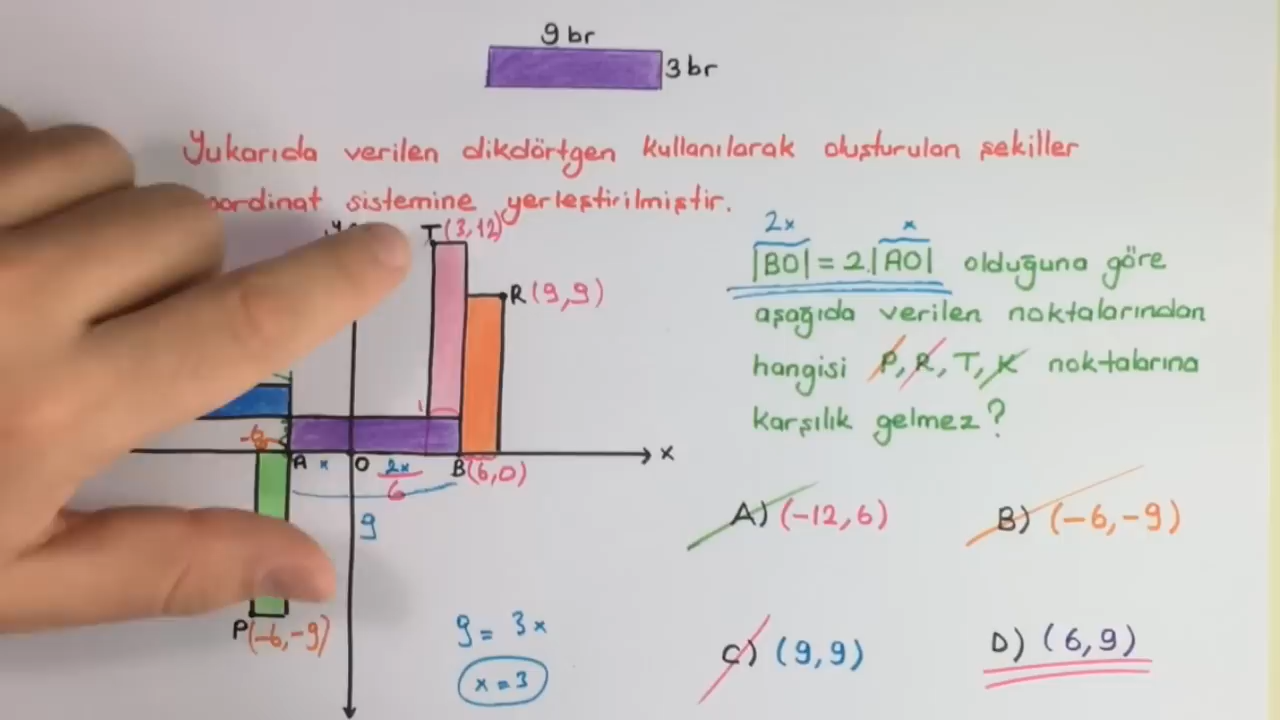 9 br
3 br
Yukarıda verilen dikdörtgen kullanılarak oluşturulan şekiller
oordinat sistemine yerleştirilmiştir.
T(3,12)
R(9,9)
-6
A x O 2x/6 B(6,0) x
9
P(-6,-9)
9 = 3x
x = 3
2x x
|BO| = 2.|AO| olduğuna göre
aşağıda verilen noktalarından
hangisi P, R, T, K noktalarına
karşılık gelmez?
A) (-12,6)
B) (-6,-9)
C) (9,9)
D) (6,9)